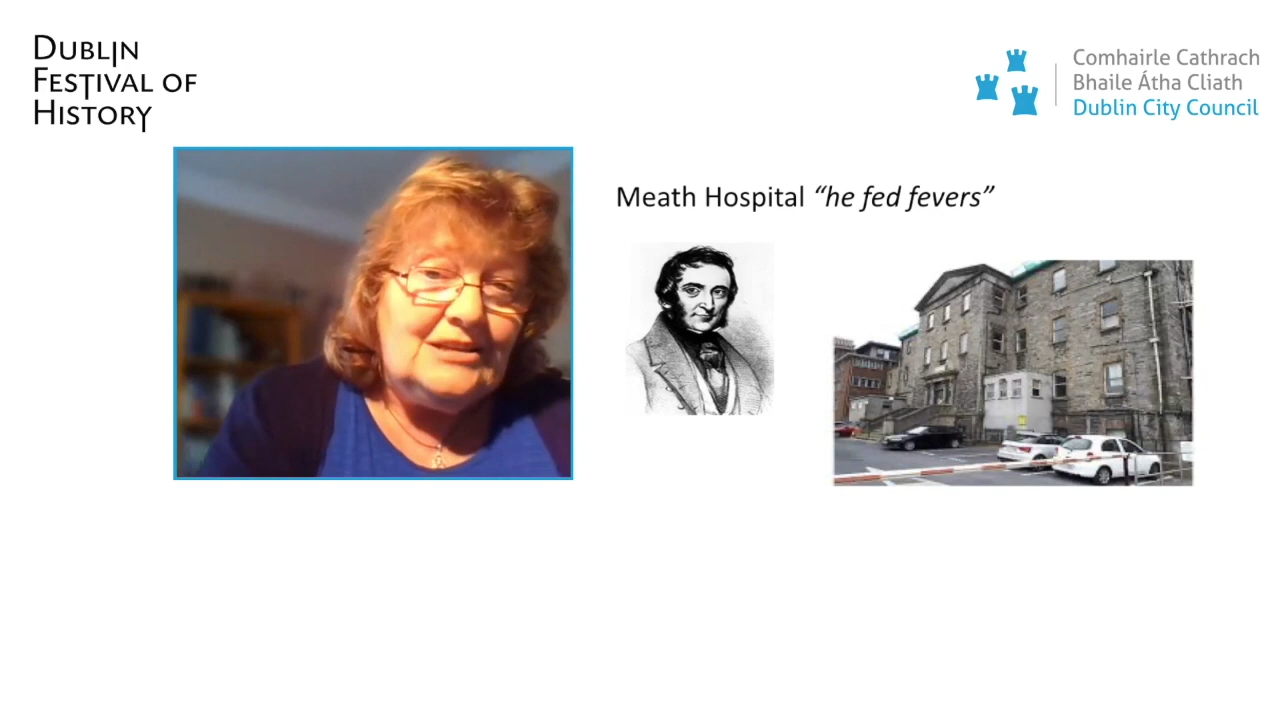 DUBLIN
FESTIVAL OF
HISTORY
Comhairle Cathrach
Bhaile Átha Cliath
Dublin City Council
Meath Hospital “he fed fevers”